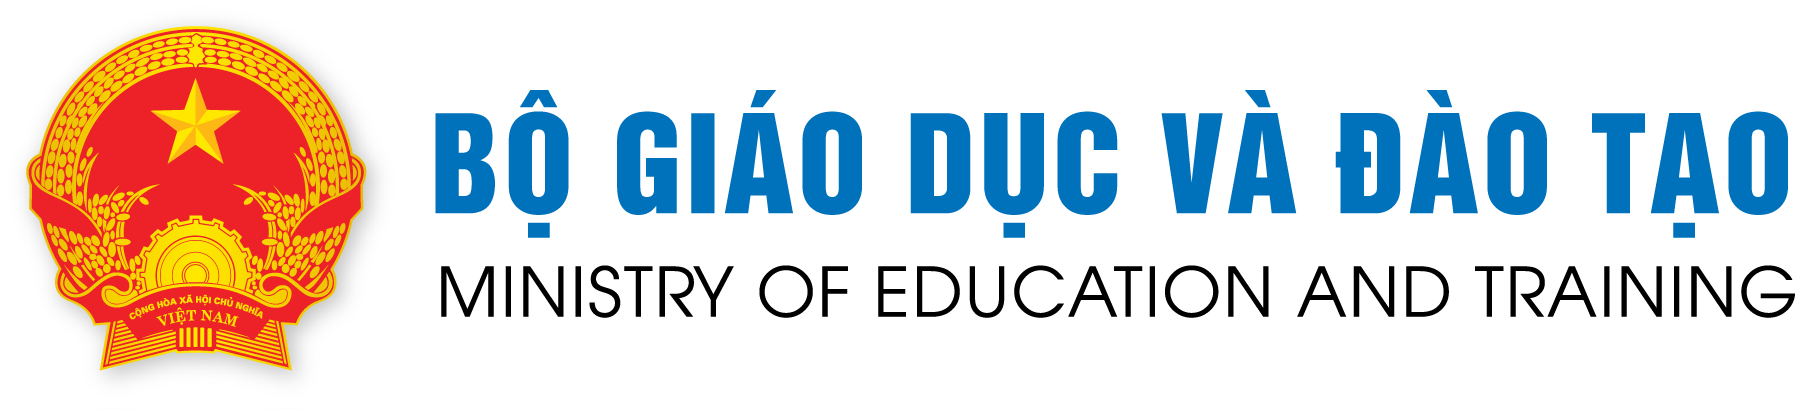 CỘNG HÒA XÃ HỘI CHỦ NGHĨA
VIỆT NAM
BỘ GIÁO DỤC VÀ ĐÀO TẠO
MINISTRY OF EDUCATION AND TRAINING